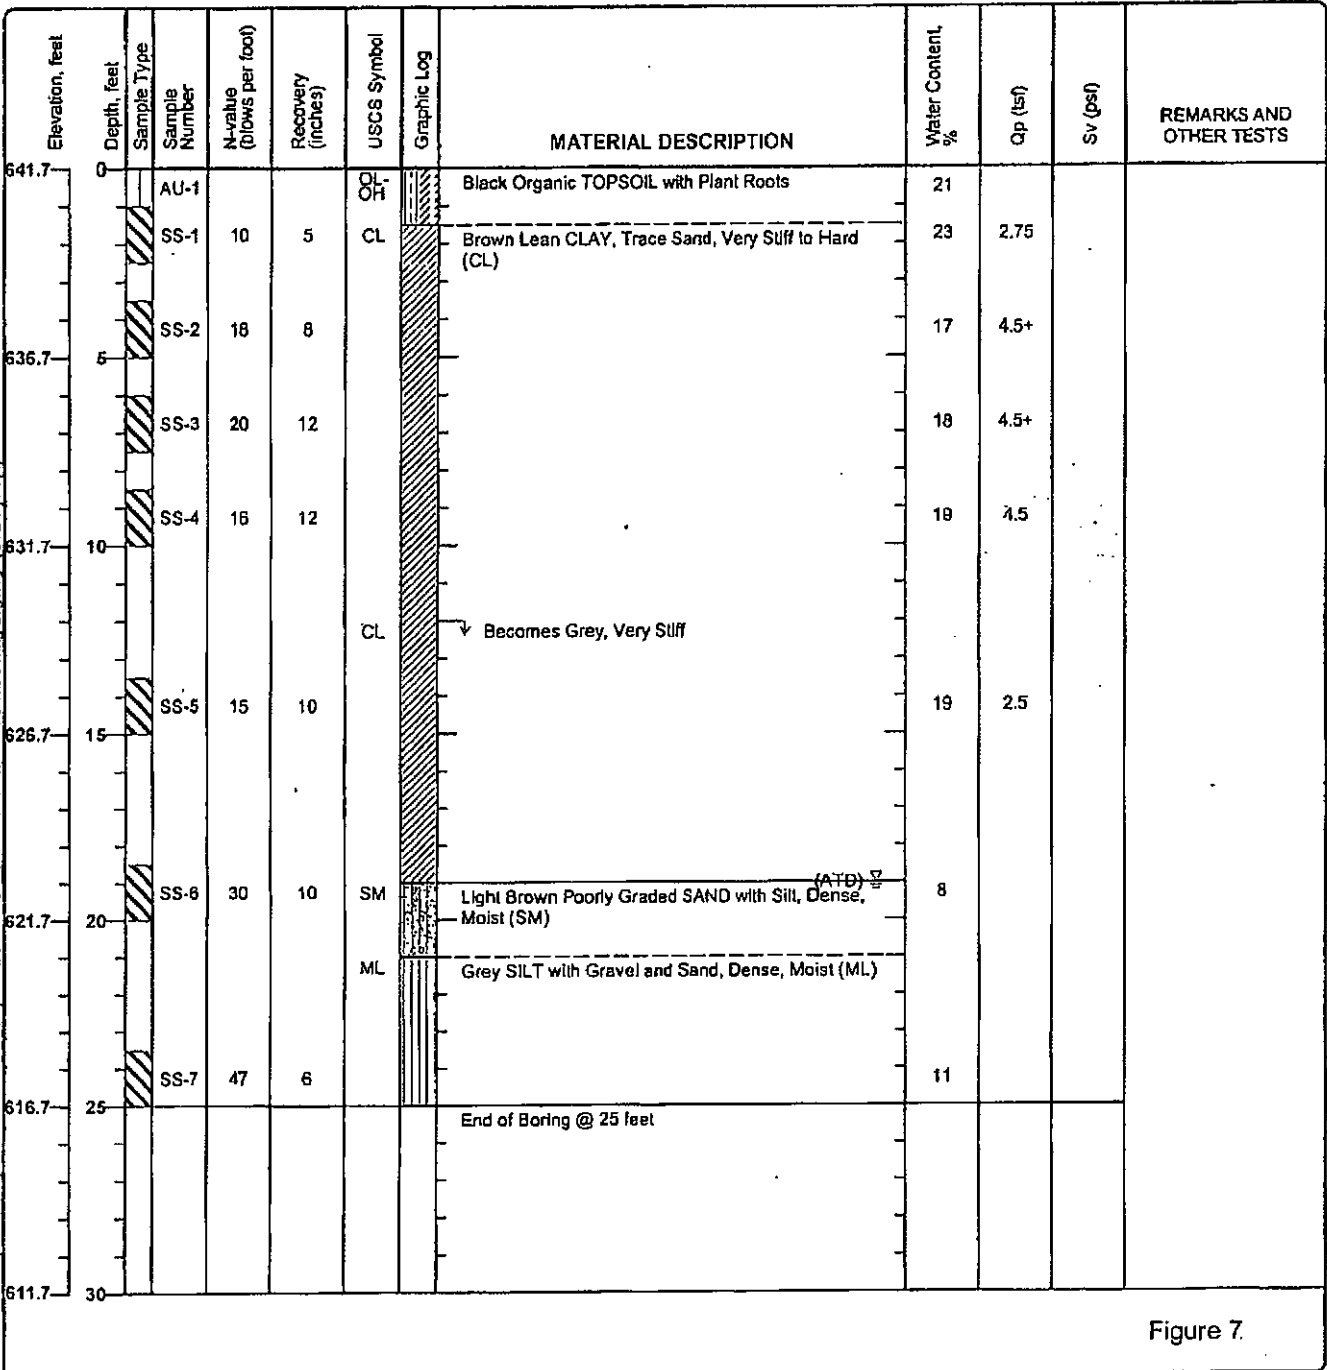 Elevation, feet
Depth, feet
Sample Type
Sample Number
N-value (blows per foot)
Recovery (inches)
USCS Symbol
Graphic Log
MATERIAL DESCRIPTION
Water Content, %
Qp (tsf)
Sv (psf)
REMARKS AND OTHER TESTS
641.7 0
AU-1 OL-OH Black Organic TOPSOIL with Plant Roots 21
SS-1 10 5 CL Brown Lean CLAY, Trace Sand, Very Stiff to Hard 23 2.75
(CL)
SS-2 18 8 17 4.5+
636.7 5
SS-3 20 12 18 4.5+
SS-4 16 12 19 4.5
631.7 10
CL Becomes Grey, Very Stiff
SS-5 15 10 19 2.5
626.7 15
(ATD)
SS-6 30 10 SM Light Brown Poorly Graded SAND with Silt, Dense, 8
Moist (SM)
621.7 20
ML Grey SILT with Gravel and Sand, Dense, Moist (ML)
SS-7 47 6 11
616.7 25
End of Boring @ 25 feet
611.7 30
Figure 7